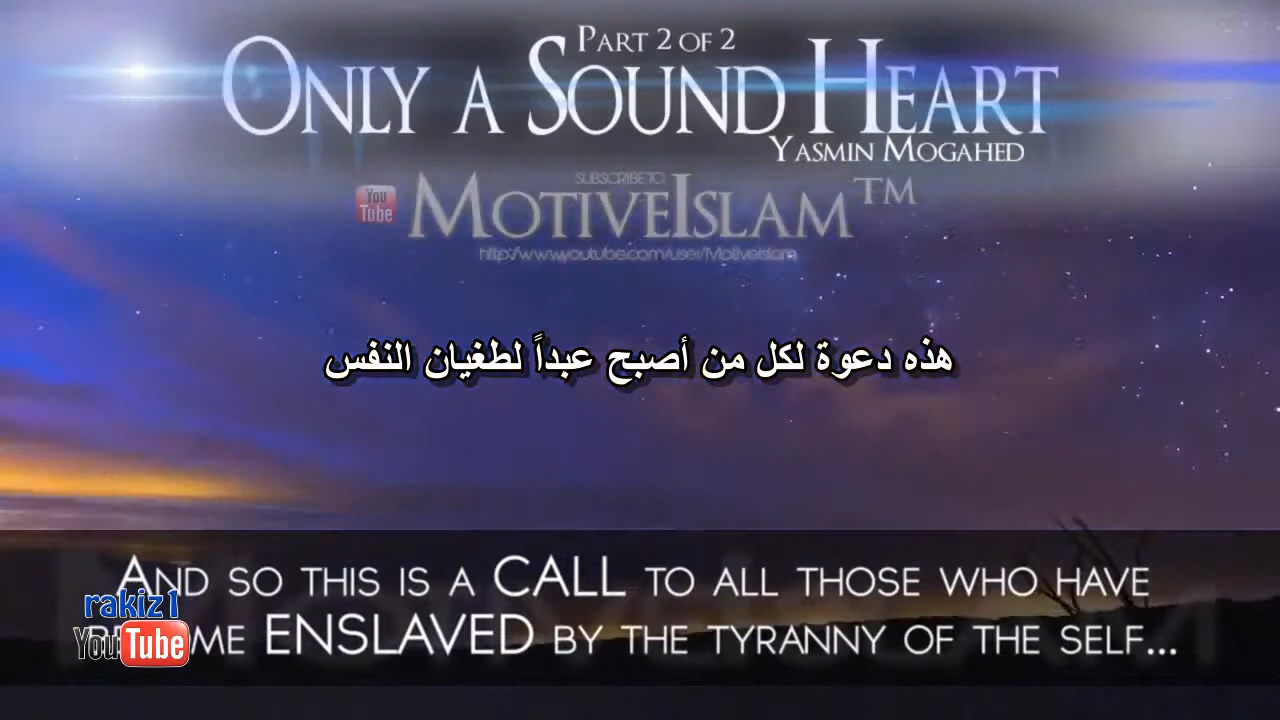 PART 2 OF 2
ONLY A SOUND HEART
YASMIN MOGAHED
SUBSCRIBE TO
You Tube MOTIVEISLAM™
http://www.youtube.com/user/MotiveIslam
هذه دعوة لكل من أصبح عبداً لطغيان النفس
AND SO THIS IS A CALL TO ALL THOSE WHO HAVE
ME ENSLAVED BY THE TYRANNY OF THE SELF...
rakiz1
YouTube